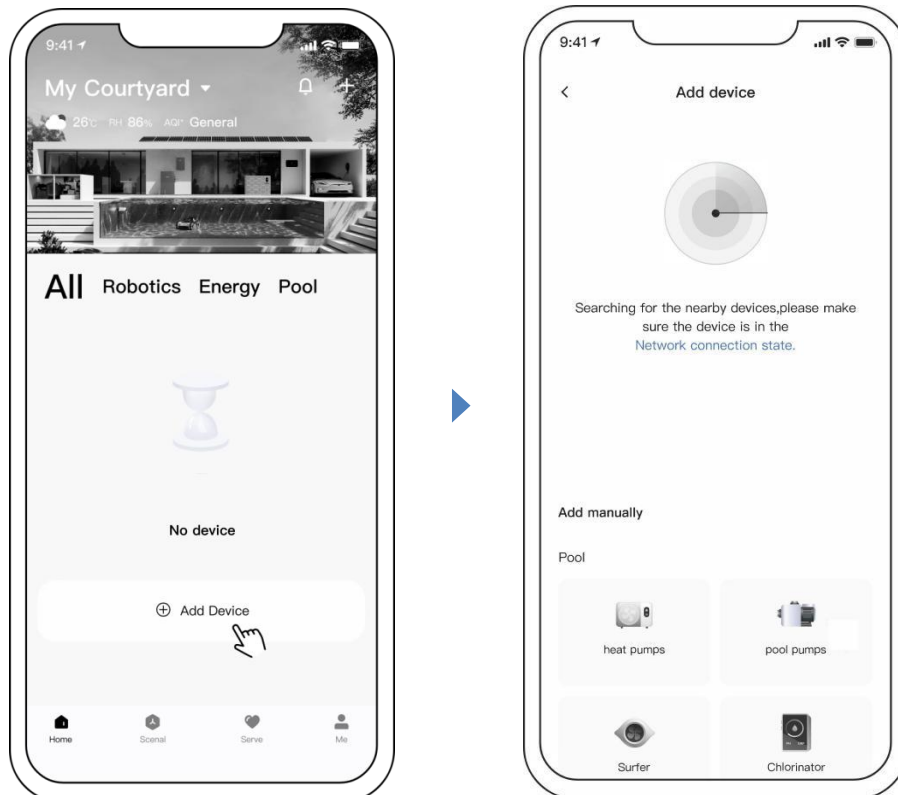 9:41
My Courtyard
26℃ RH 86% AQI General
All Robotics Energy Pool
No device
Add Device
Home Scenal Serve Me
9:41
Add device
Searching for the nearby devices,please make
sure the device is in the
Network connection state.
Add manually
Pool
heat pumps pool pumps
Surfer Chlorinator